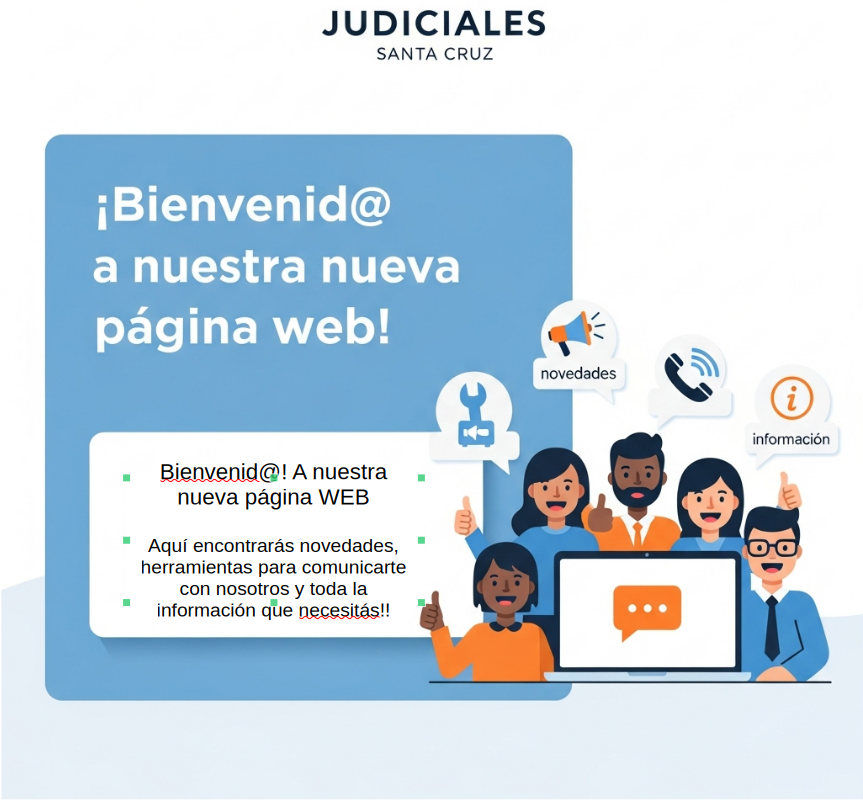 JUDICIALES
SANTA CRUZ
¡Bienvenid@
a nuestra nueva
página web!
novedades
información
Bienvenid@! A nuestra
nueva página WEB
Aquí encontrarás novedades,
herramientas para comunicarte
con nosotros y toda la
información que necesitás!!